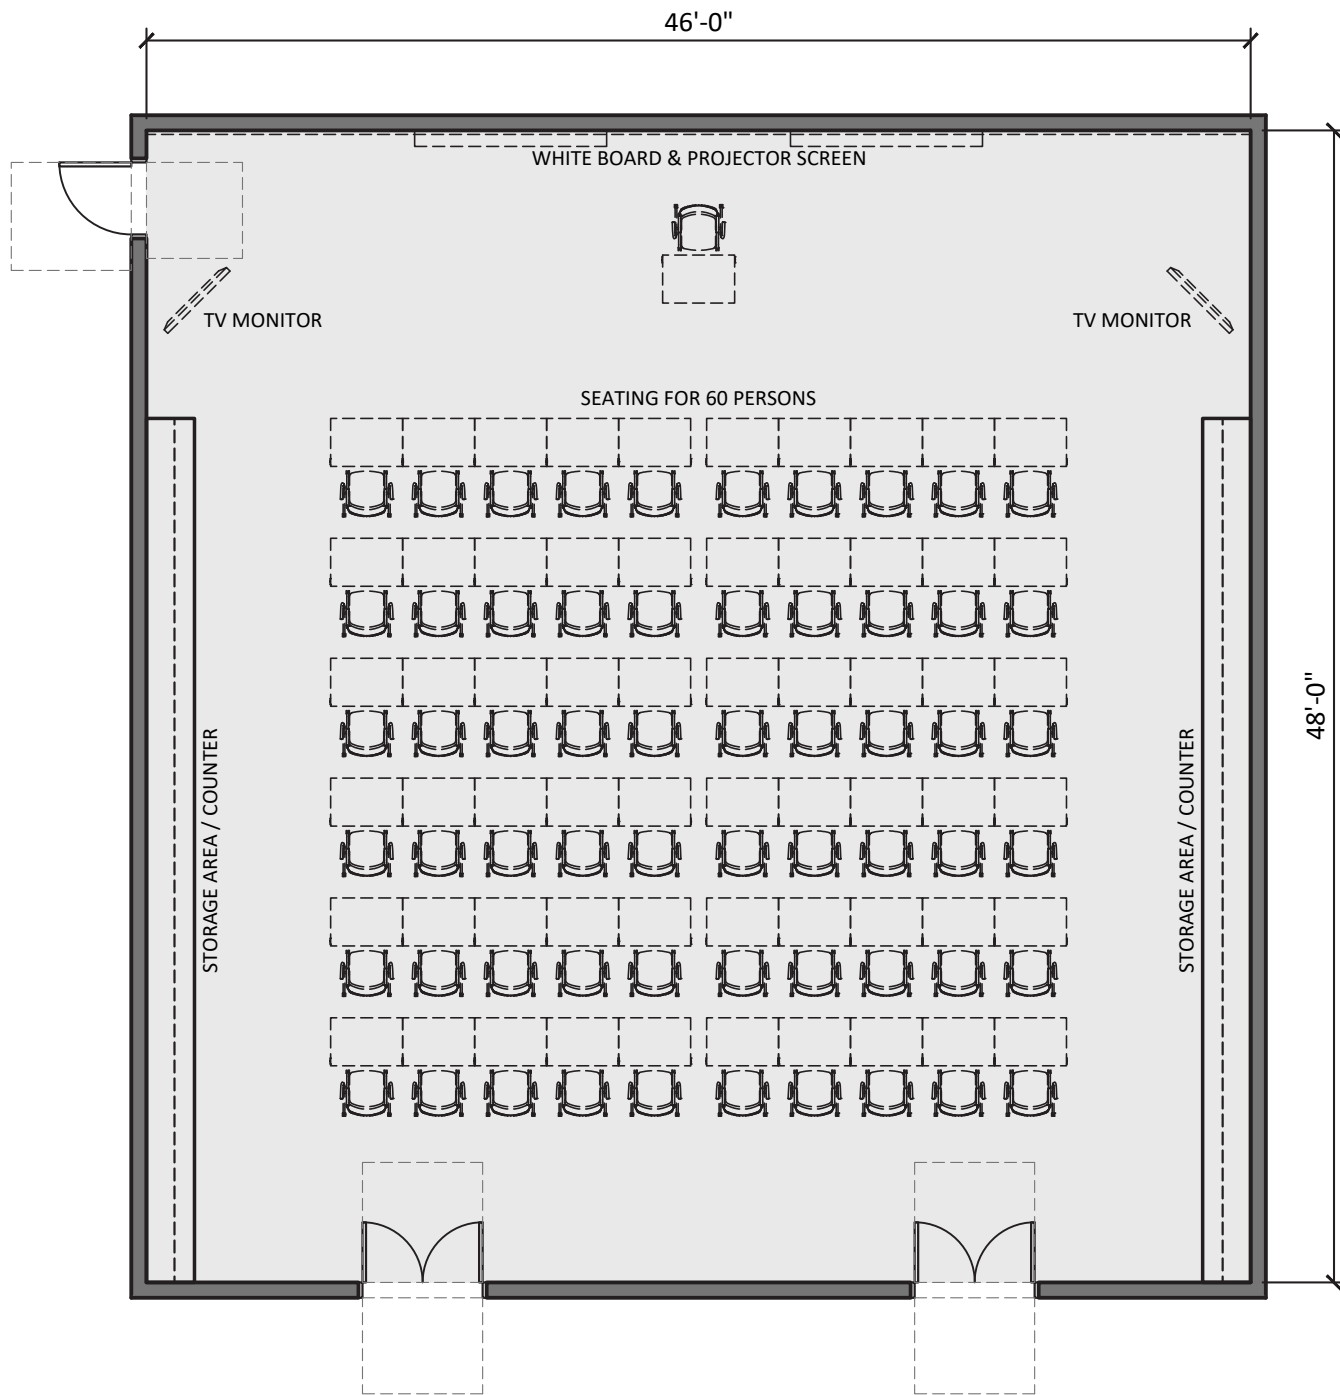 46'-0"
WHITE BOARD & PROJECTOR SCREEN
TV MONITOR
TV MONITOR
SEATING FOR 60 PERSONS
48'-0"
STORAGE AREA / COUNTER
STORAGE AREA / COUNTER